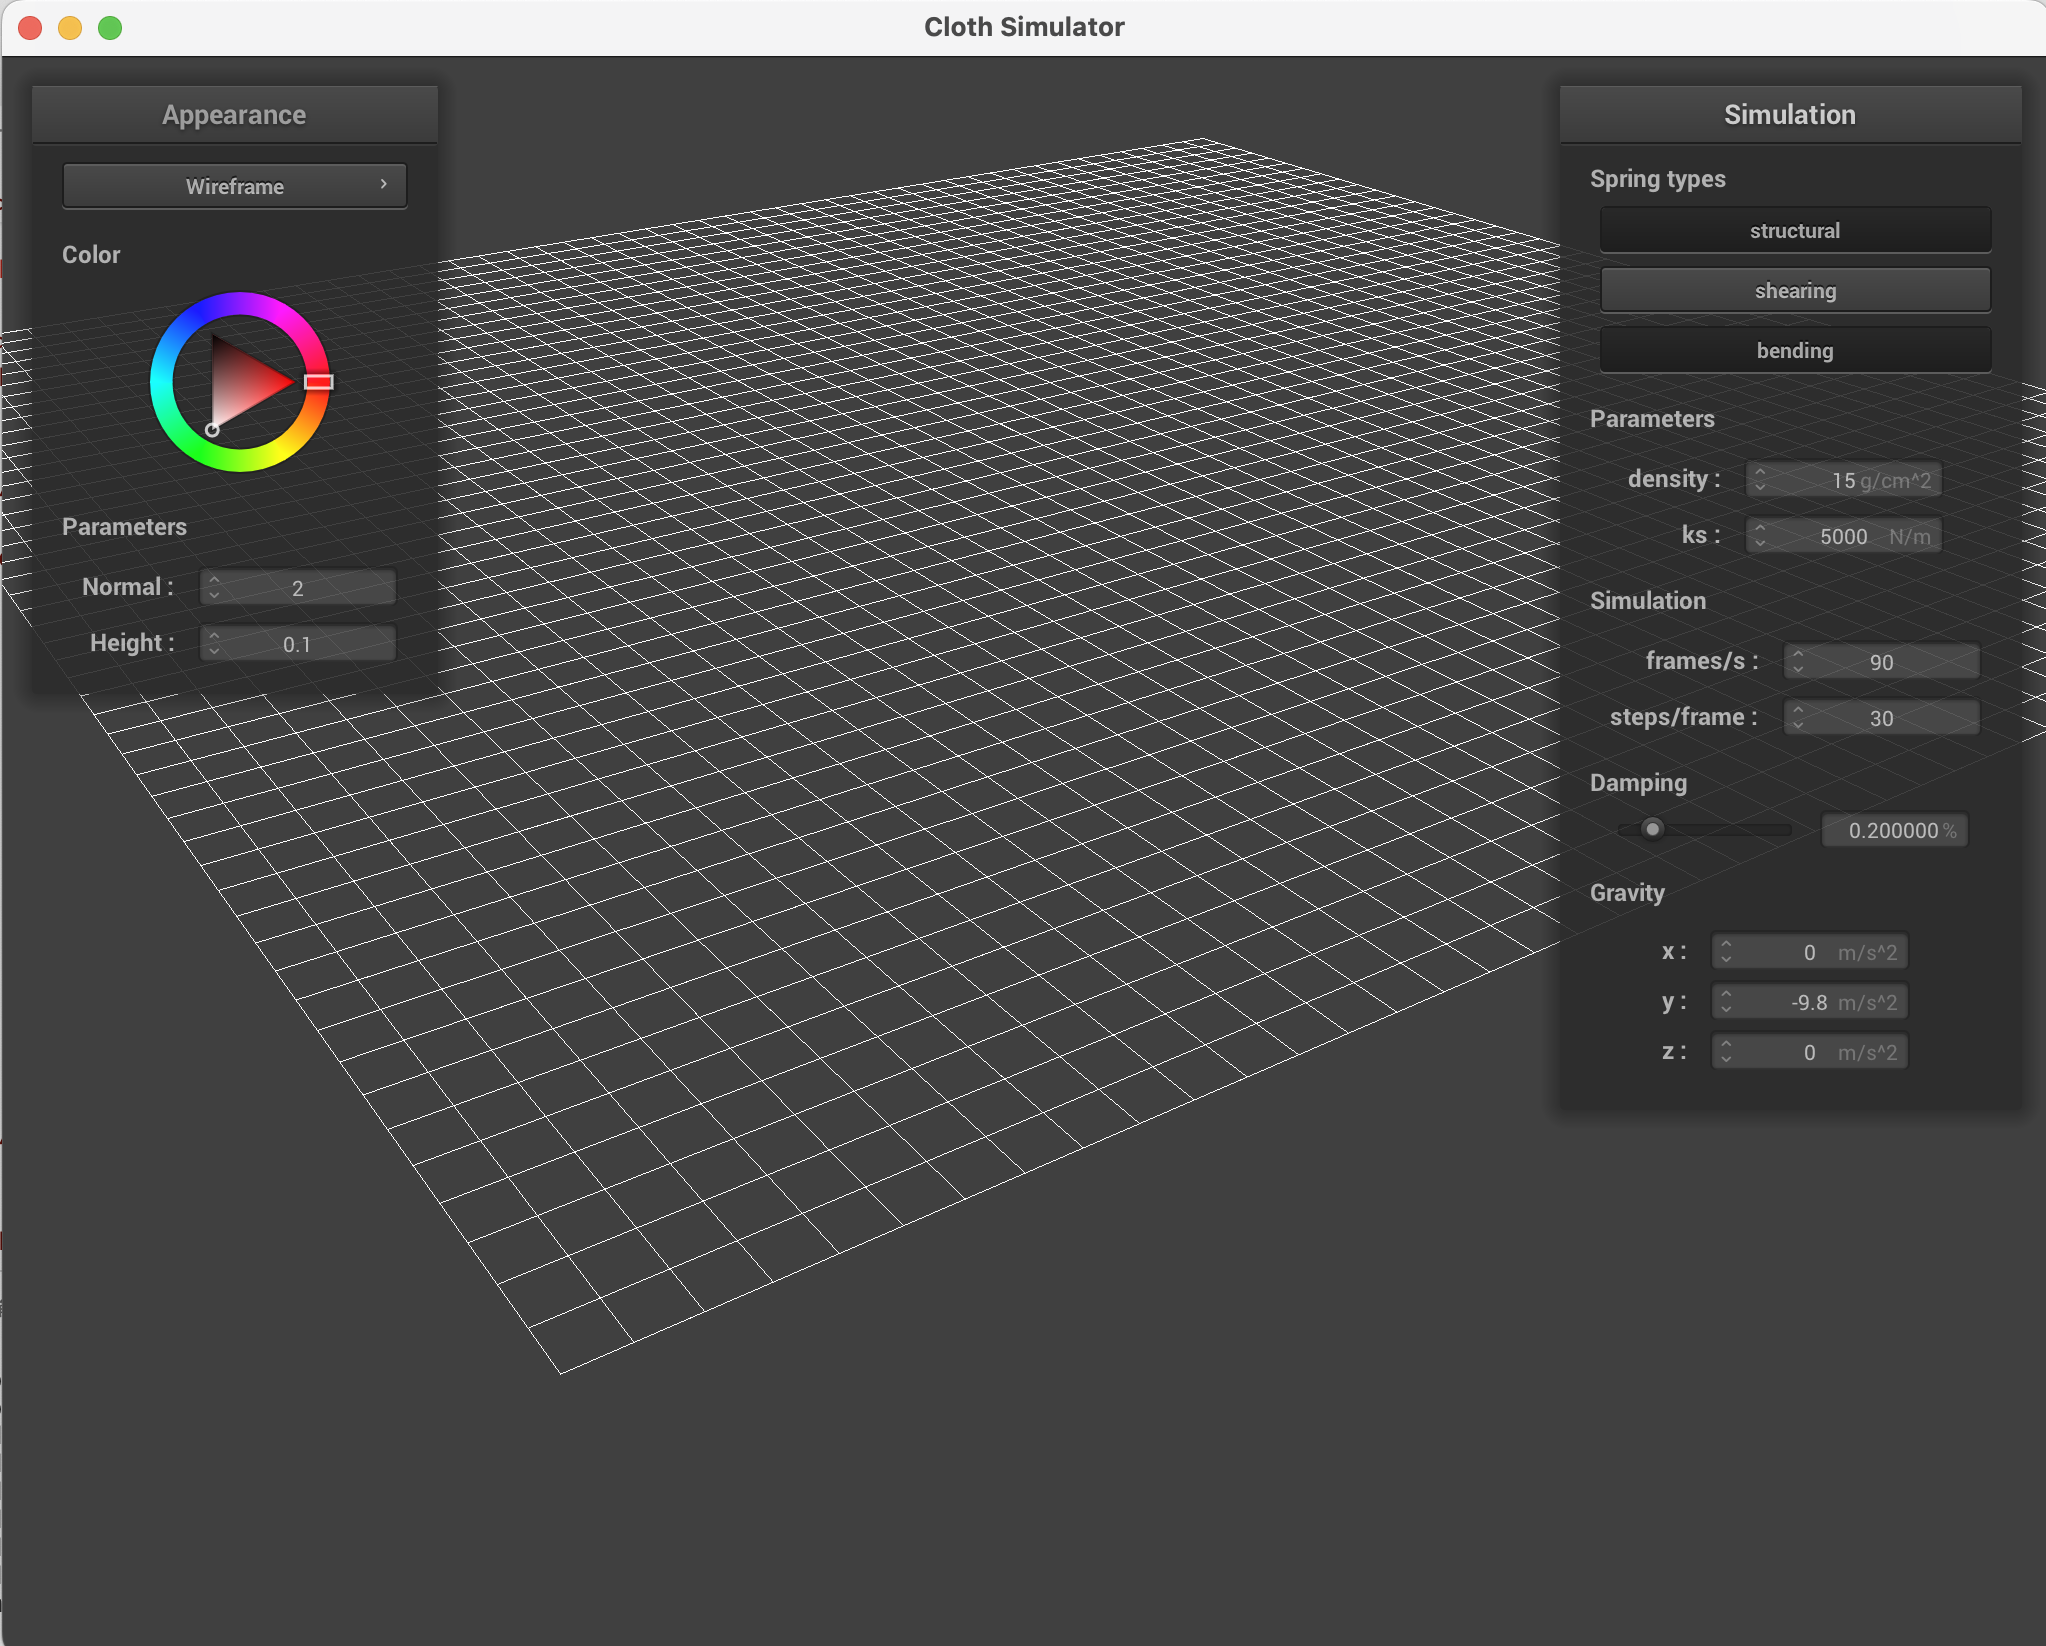 Cloth Simulator
Appearance
Wireframe
Color
Parameters
Normal : 2
Height : 0.1
Simulation
Spring types
structural
shearing
bending
Parameters
density : 15 g/cm^2
ks : 5000 N/m
Simulation
frames/s : 90
steps/frame : 30
Damping
0.200000 %
Gravity
x : 0 m/s^2
y : -9.8 m/s^2
z : 0 m/s^2